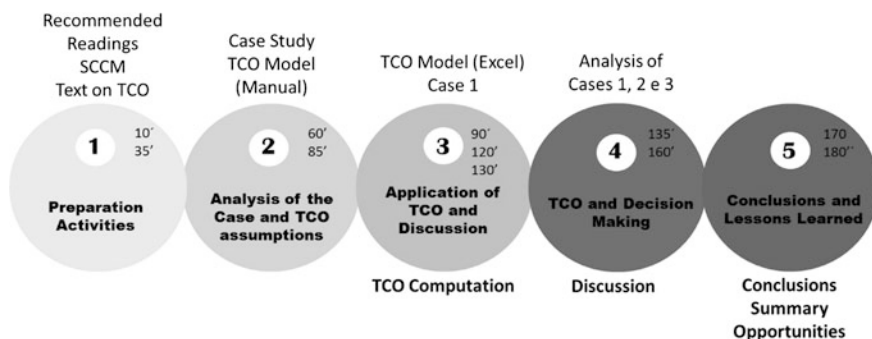 Recommended
Readings
SCCM
Text on TCO
1
10´
35'
Preparation
Activities
Case Study
TCO Model
(Manual)
2
60'
85'
Analysis of the
Case and TCO
assumptions
TCO Model (Excel)
Case 1
3
90´
120'
130'
Application of
TCO and
Discussion
TCO Computation
Analysis of
Cases 1, 2 e 3
4
135´
160'
TCO and Decision
Making
Discussion
5
170
180'´
Conclusions and
Lessons Learned
Conclusions
Summary
Opportunities